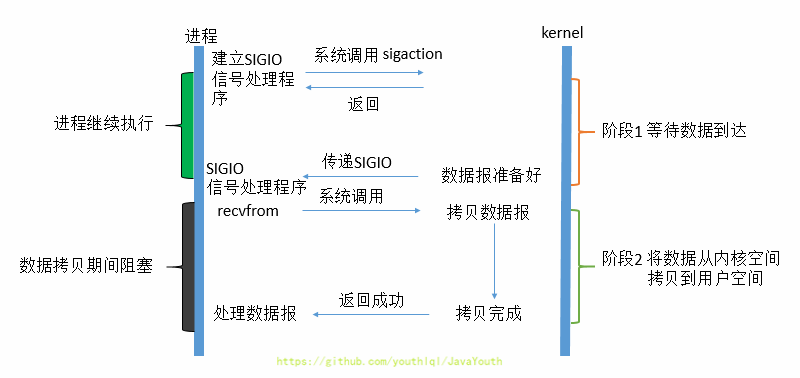 进程
kernel
建立SIGIO
信号处理程
序
系统调用 sigaction
返回
进程继续执行
阶段1 等待数据到达
SIGIO
信号处理程序
传递SIGIO
数据报准备好
recvfrom
系统调用
拷贝数据报
数据拷贝期间阻塞
阶段2 将数据从内核空间
拷贝到用户空间
处理数据报
返回成功
拷贝完成
https://github.com/youthlql/JavaYouth